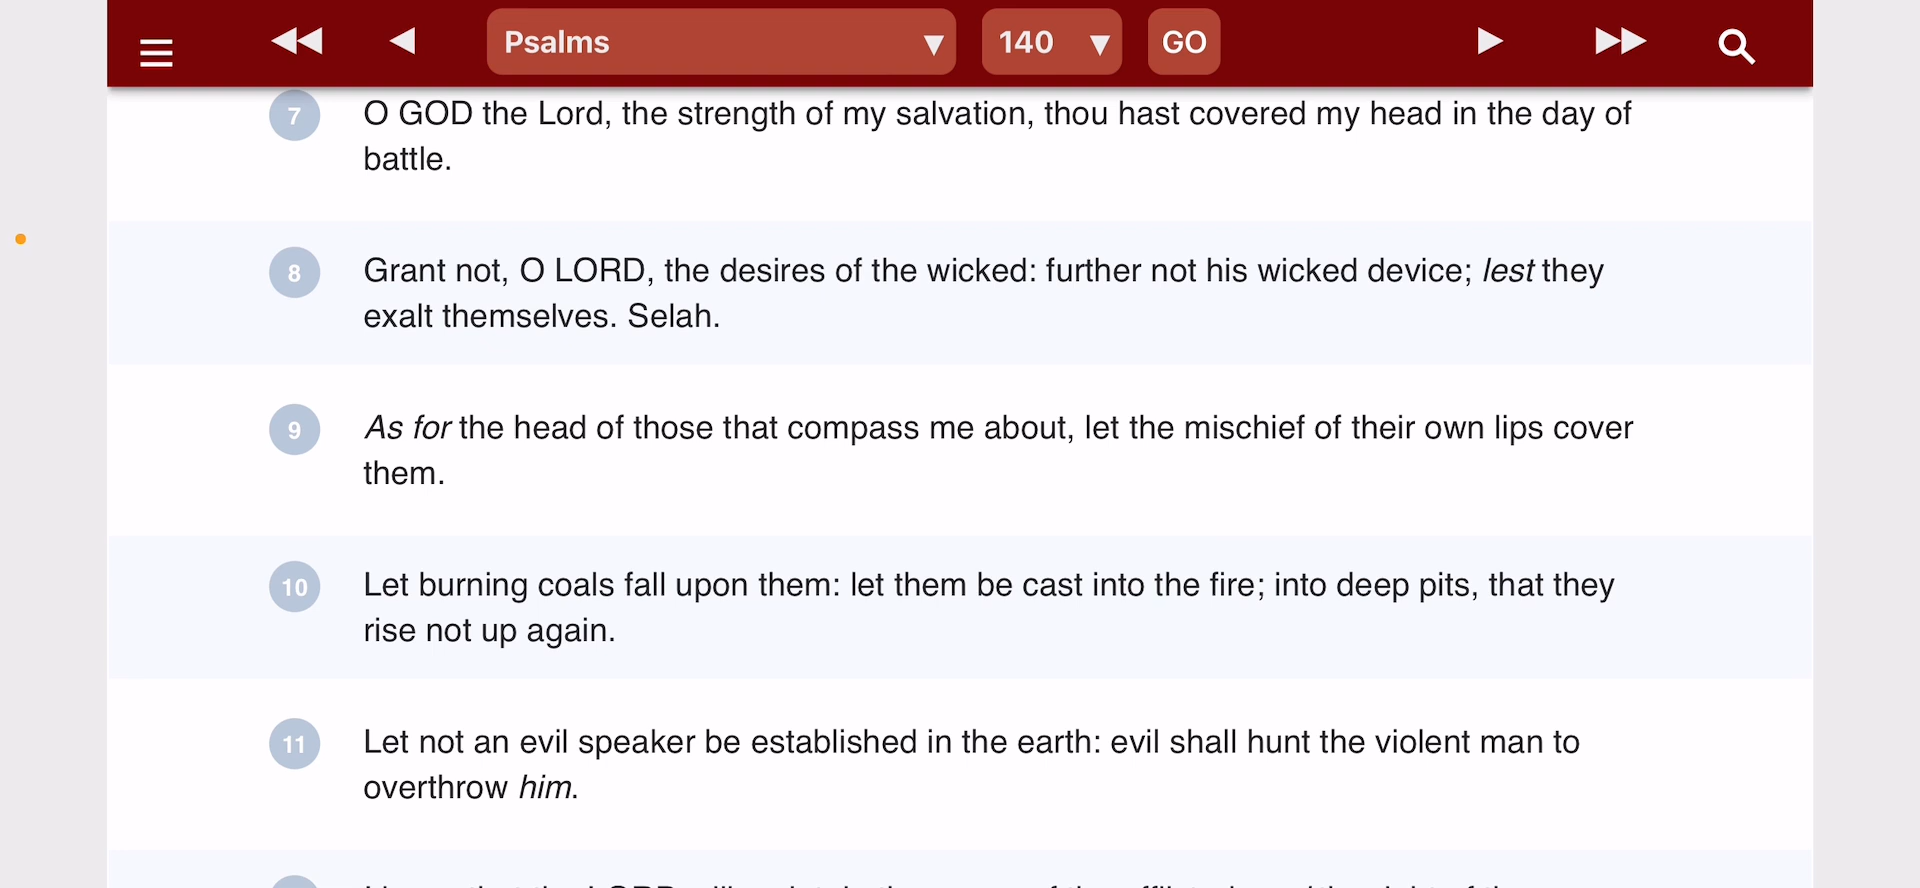 Psalms 140 GO
7 O GOD the Lord, the strength of my salvation, thou hast covered my head in the day of
battle.
8 Grant not, O LORD, the desires of the wicked: further not his wicked device; lest they
exalt themselves. Selah.
9 As for the head of those that compass me about, let the mischief of their own lips cover
them.
10 Let burning coals fall upon them: let them be cast into the fire; into deep pits, that they
rise not up again.
11 Let not an evil speaker be established in the earth: evil shall hunt the violent man to
overthrow him.